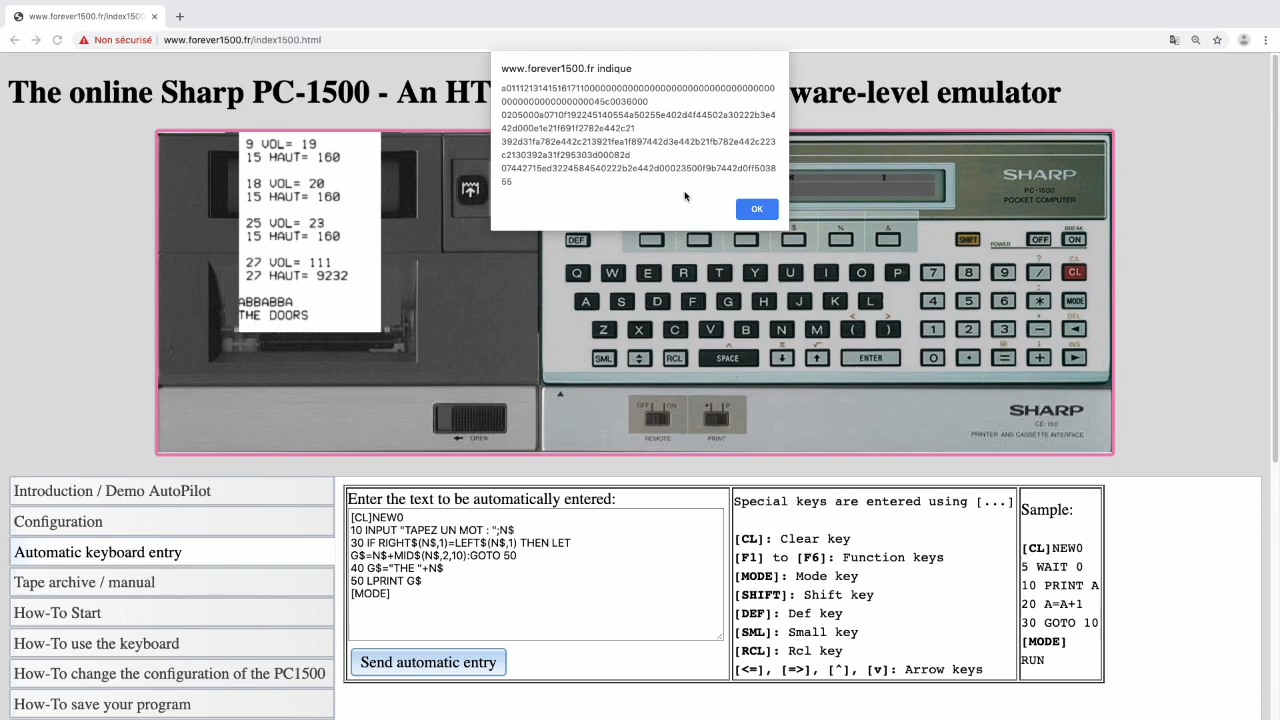 www.forever1500.fr/index1500
Non sécurisé
www.forever1500.fr/index1500.html
The online Sharp PC-1500 - An HT
ware-level emulator
www.forever1500.fr indique
392d31fa782e442c213921fea1f897442d3e442b21fb782e442c223
c2130392a31f295303d00082d
07442715ed3224584540222b2e442d00023500f9b7442d0ff5038
55
OK
9 VOL= 19
15 HAUT= 160
18 VOL= 20
15 HAUT= 160
25 VOL= 23
15 HAUT= 160
27 VOL= 111
27 HAUT= 9232
ABBABBA
THE DOORS
SHARP
PC-1500
POCKET COMPUTER
DEF
$ % &
SHIFT
POWER
OFF
BREAK
ON
Q W E R T Y U I O P 7 8 9 / CL
CA
A S D F G H J K L 4 5 6 * MODE
DEL
Z X C V B N M ( ) 1 2 3 −
INS
SML RCL SPACE ENTER 0 • = +
OPEN
OFF ON
REMOTE
P
PRINT
SHARP
CE-150
PRINTER AND CASSETTE INTERFACE
Introduction / Demo AutoPilot
Configuration
Automatic keyboard entry
Tape archive / manual
How-To Start
How-To use the keyboard
How-To change the configuration of the PC1500
How-To save your program
Enter the text to be automatically entered:
[CL]NEW0
10 INPUT "TAPEZ UN MOT : ";N$
30 IF RIGHT$(N$,1)=LEFT$(N$,1) THEN LET
G$=N$+MID$(N$,2,10):GOTO 50
40 G$="THE "+N$
50 LPRINT G$
[MODE]
Send automatic entry
Special keys are entered using [...]
[CL]: Clear key
[F1] to [F6]: Function keys
[MODE]: Mode key
[SHIFT]: Shift key
[DEF]: Def key
[SML]: Small key
[RCL]: Rcl key
[<=], [=>], [^], [v]: Arrow keys
Sample:
[CL]NEW0
5 WAIT 0
10 PRINT A
20 A=A+1
30 GOTO 10
[MODE]
RUN